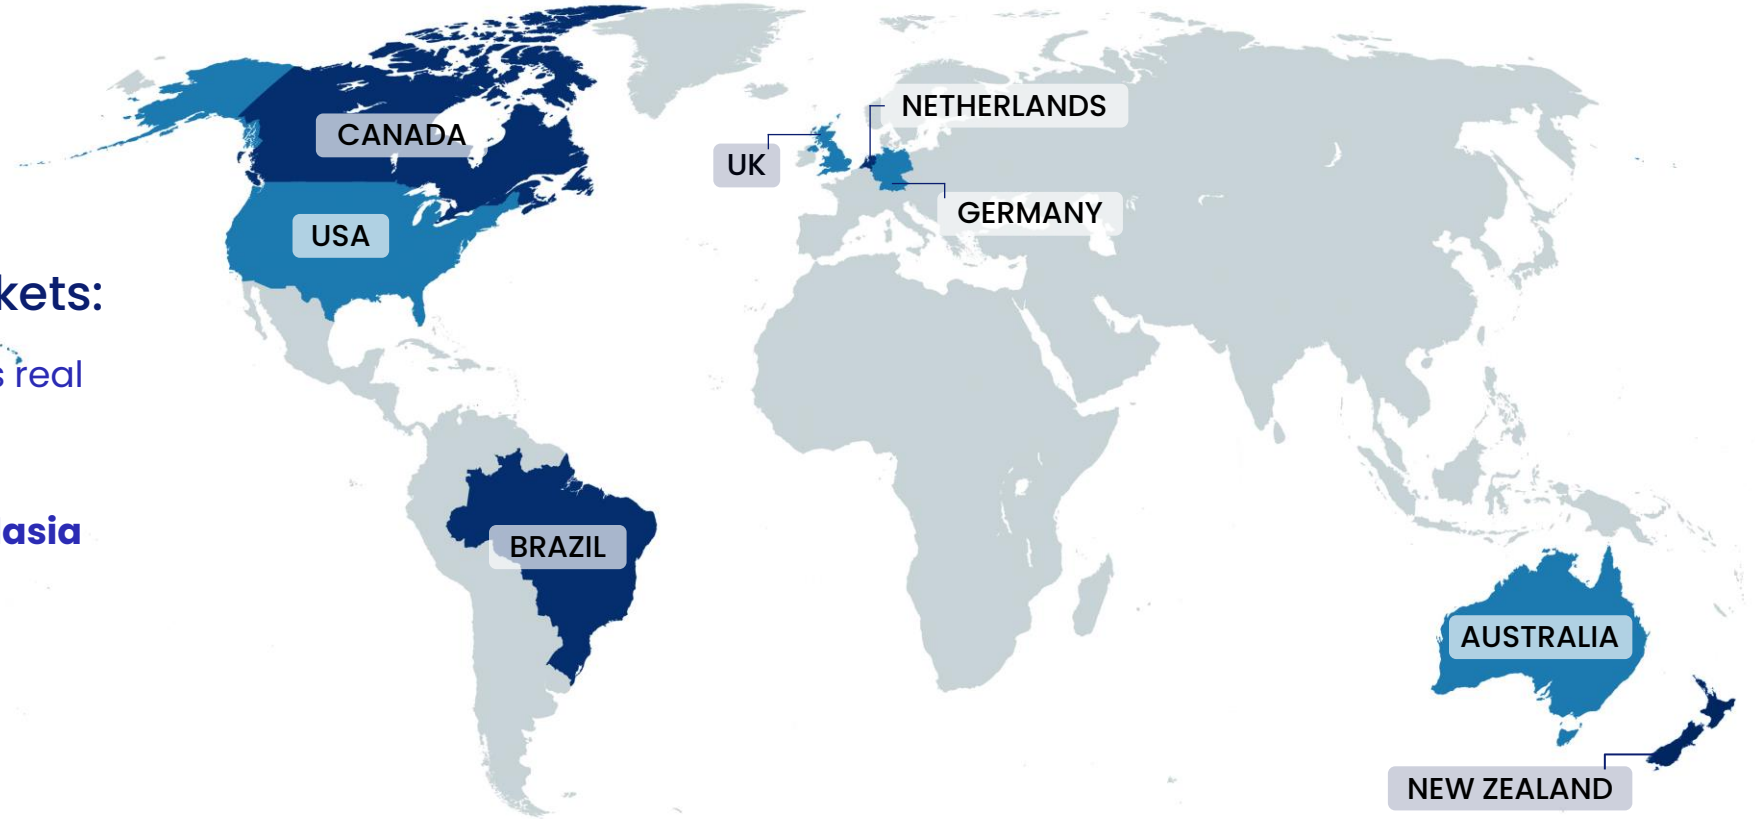 NETHERLANDS
CANADA
UK
GERMANY
USA
kets:
s real
asia
BRAZIL
AUSTRALIA
NEW ZEALAND